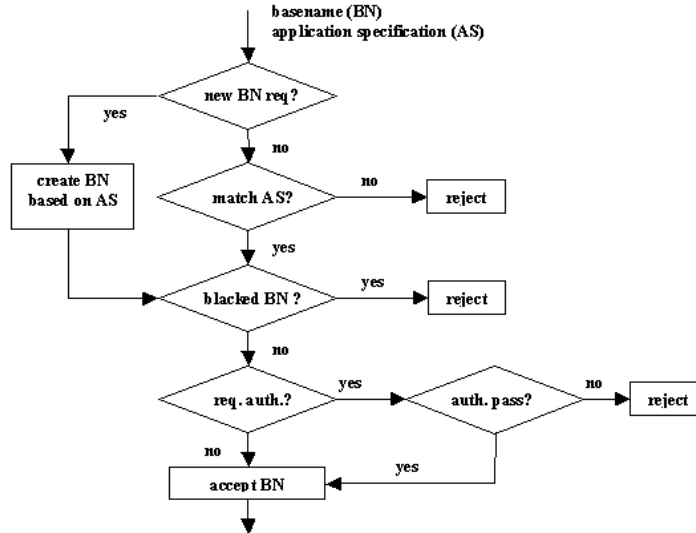 basename (BN)
application specification (AS)
new BN req?
yes
no
create BN
based on AS
match AS?
no
reject
yes
blacked BN ?
yes
reject
no
req. auth.?
yes
auth. pass?
no
reject
no
yes
accept BN